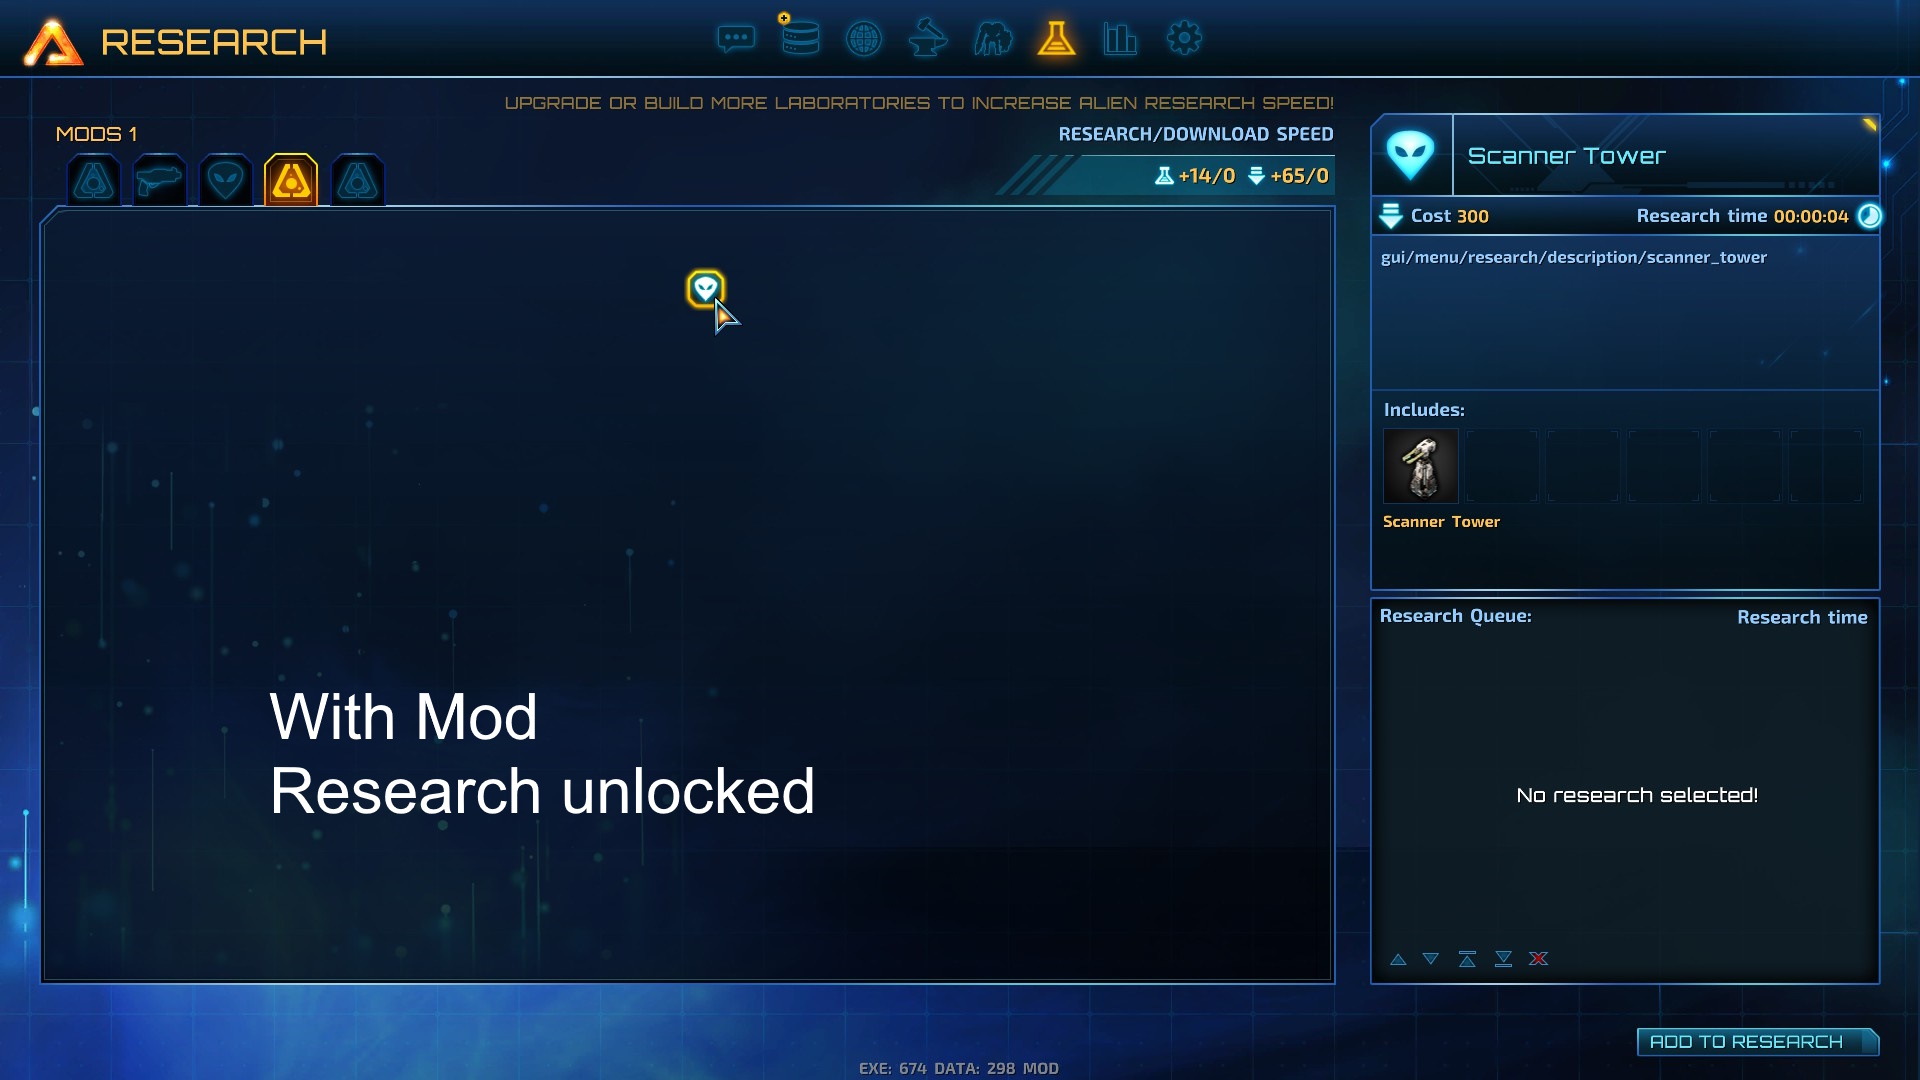 RESEARCH
UPGRADE OR BUILD MORE LABORATORIES TO INCREASE ALIEN RESEARCH SPEED!
MODS 1
RESEARCH/DOWNLOAD SPEED
+14/0 +65/0
Scanner Tower
Cost 300 Research time 00:00:04
gui/menu/research/description/scanner_tower
Includes:
Scanner Tower
Research Queue: Research time
No research selected!
With Mod
Research unlocked
ADD TO RESEARCH
EXE: 674 DATA: 298 MOD